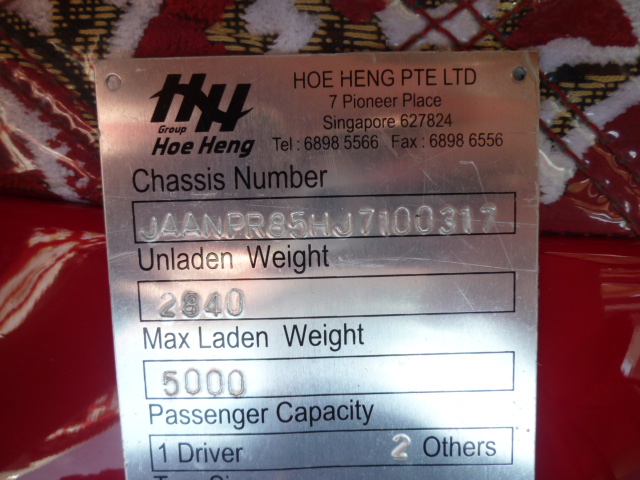 HH
Group
Hoe Heng
HOE HENG PTE LTD
7 Pioneer Place
Singapore 627824
Tel : 6898 5566 Fax : 6898 6556
Chassis Number
JAANPR85HJ7100317
Unladen Weight
2840
Max Laden Weight
5000
Passenger Capacity
1 Driver 2 Others